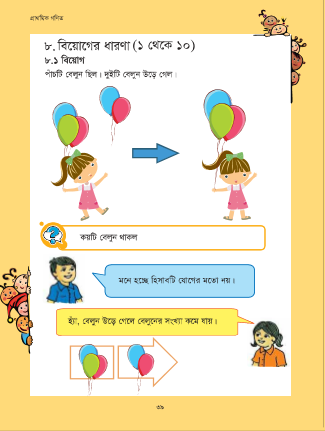 প্রাথমিক গণিত
৮. বিয়োগের ধারণা (১ থেকে ১০)
৮.১ বিয়োগ
পাঁচটি বেলুন ছিল। দুইটি বেলুন উড়ে গেল।
কয়টি বেলুন থাকল
মনে হচ্ছে হিসাবটি যোগের মতো নয়।
হ্যাঁ, বেলুন উড়ে গেলে বেলুনের সংখ্যা কমে যায়।
৩৯